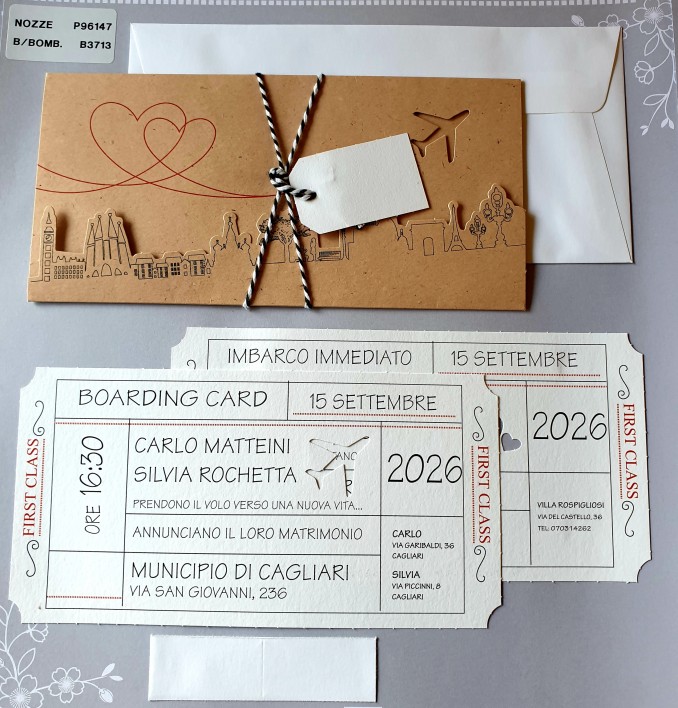 NOZZE P96147
B/BOMB. B3713
IMBARCO IMMEDIATO 15 SETTEMBRE
2026
FIRST CLASS
VILLA ROSPIGLIOSI
VIA DEL CASTELLO, 36
TEL 070314262
BOARDING CARD 15 SETTEMBRE
FIRST CLASS
ORE 16:30
CARLO MATTEINI
SILVIA ROCHETTA
PRENDONO IL VOLO VERSO UNA NUOVA VITA...
2026
FIRST CLASS
ANNUNCIANO IL LORO MATRIMONIO
MUNICIPIO DI CAGLIARI
VIA SAN GIOVANNI, 236
CARLO
VIA GARIBALDI, 36
CAGLIARI
SILVIA
VIA PICCINNI, 8
CAGLIARI